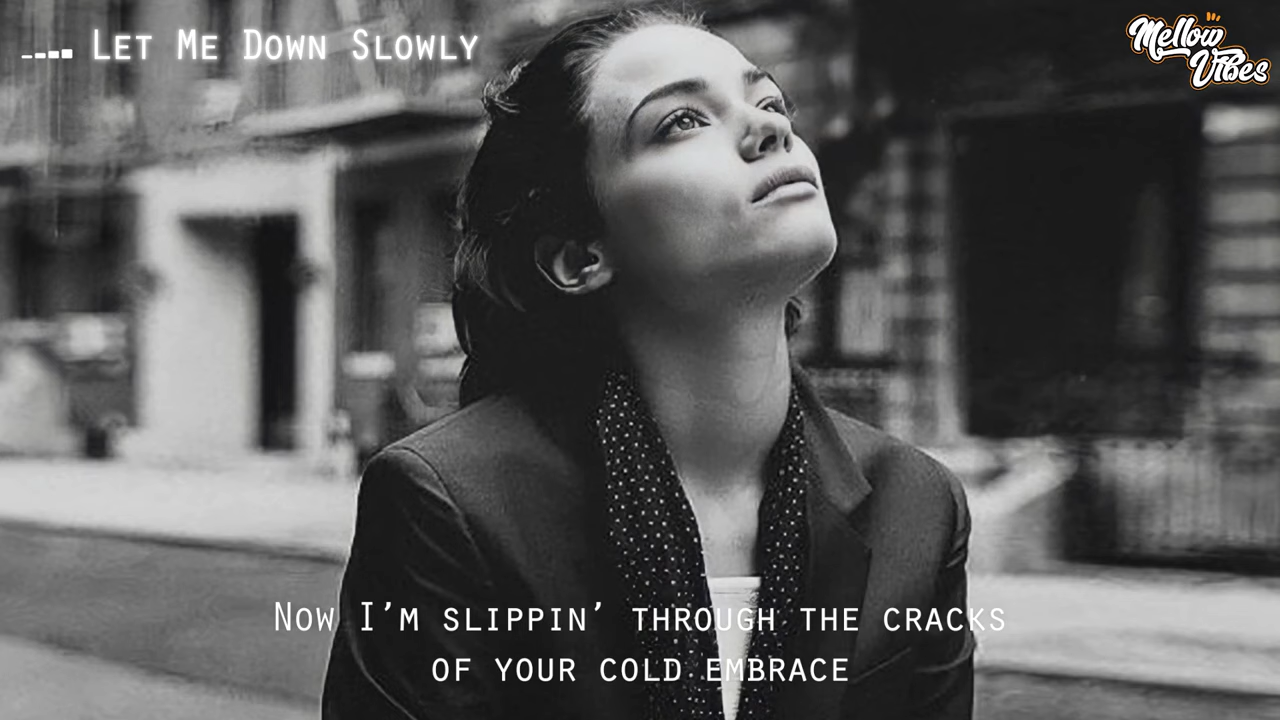 Let Me Down Slowly
Mellow
Vibes
Now I'm slippin' through the cracks
of your cold embrace